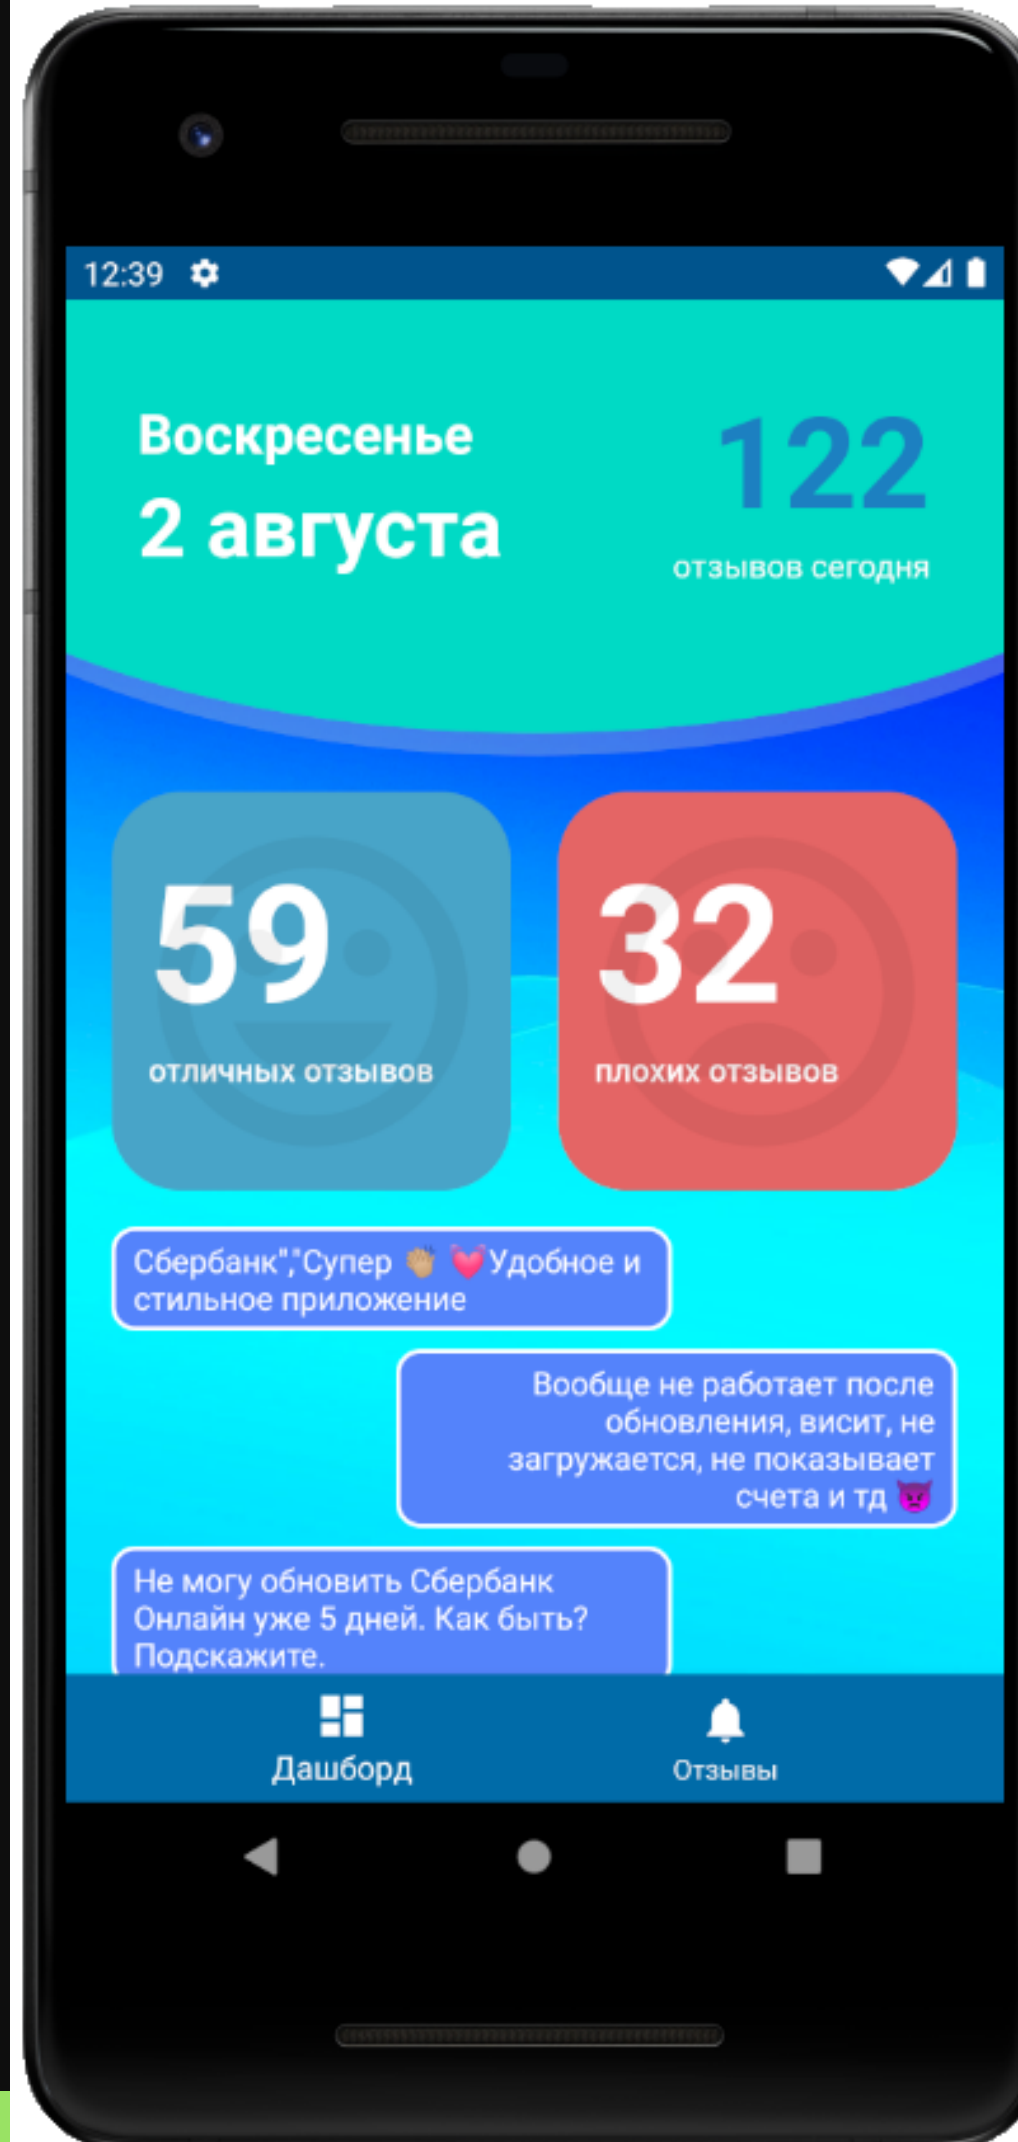 12:39
Воскресенье
2 августа
122
отзывов сегодня
59
отличных отзывов
32
плохих отзывов
Сбербанк","Супер 👏🏼 💓Удобное и
стильное приложение
Вообще не работает после
обновления, висит, не
загружается, не показывает
счета и тд 👿
Не могу обновить Сбербанк
Онлайн уже 5 дней. Как быть?
Подскажите.
Дашборд
Отзывы